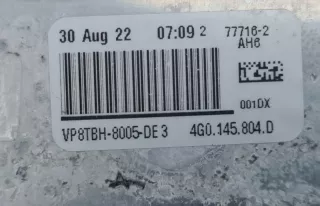 30 Aug 22 07:09 2 77716-2
AH6
001DX
VP8TBH-8005-DE 3 4G0.145.804.D